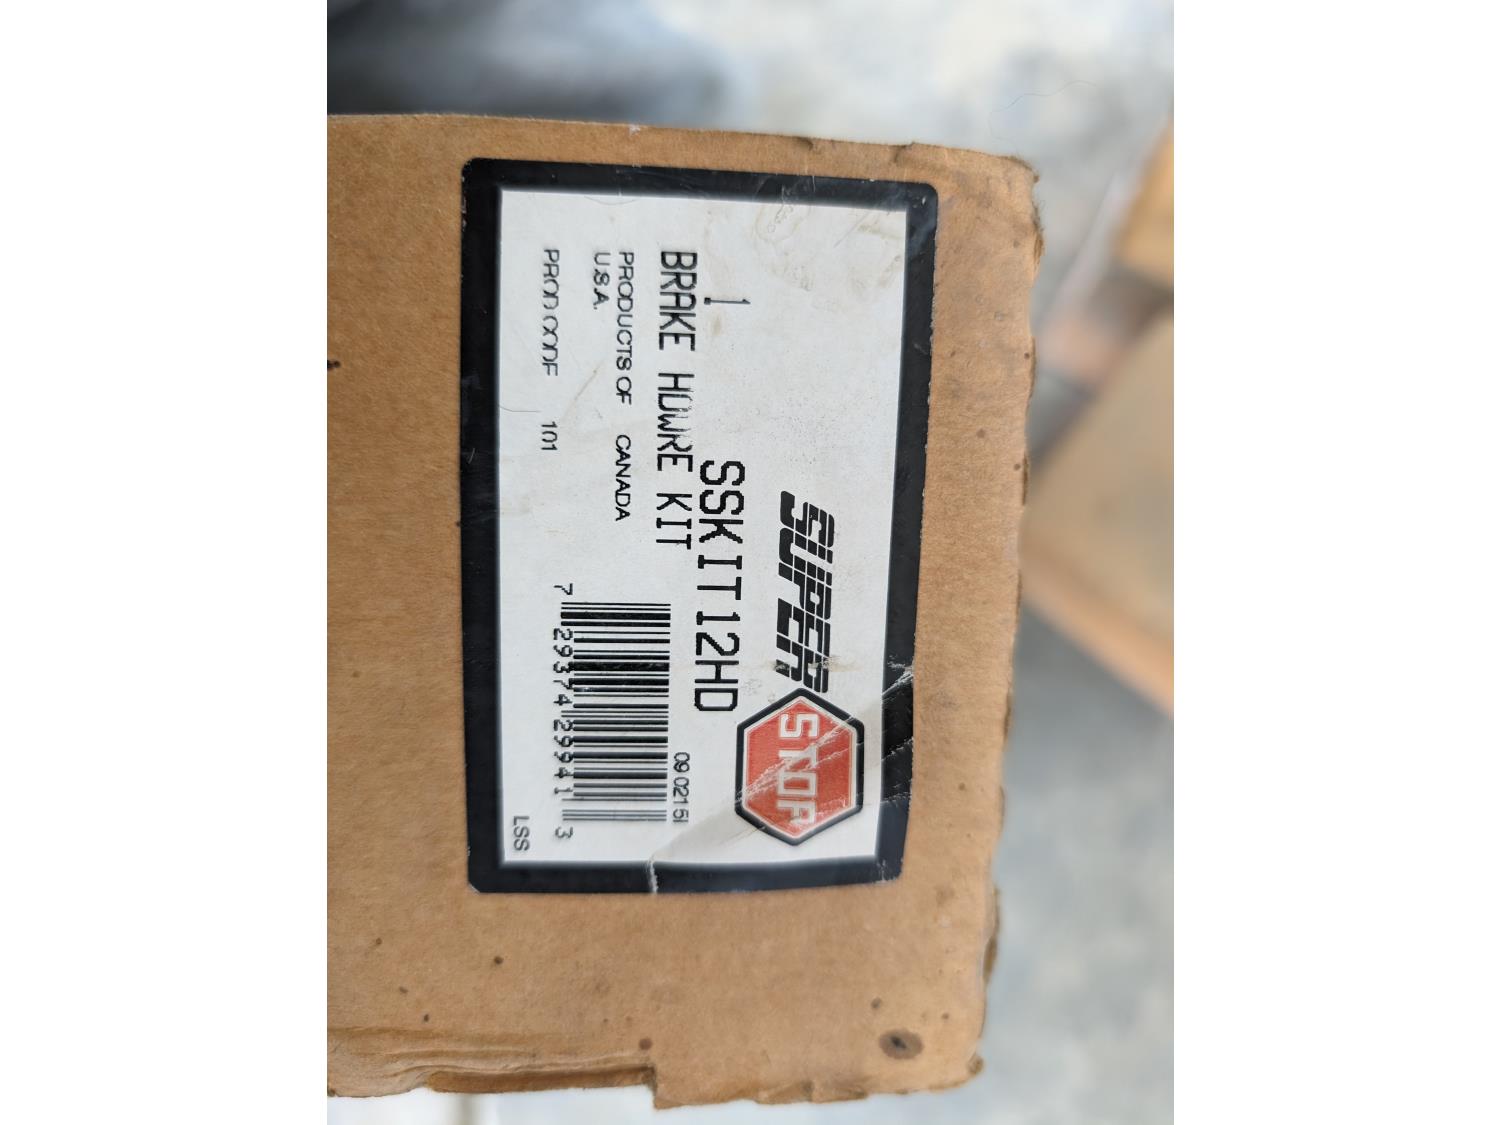 SUPER STOP
1 SSKIT12HD
BRAKE HDWRE KIT
09 0215I
PRODUCTS OF CANADA
U.S.A.
PROD CODE 101
7 29374 29941 3
LSS